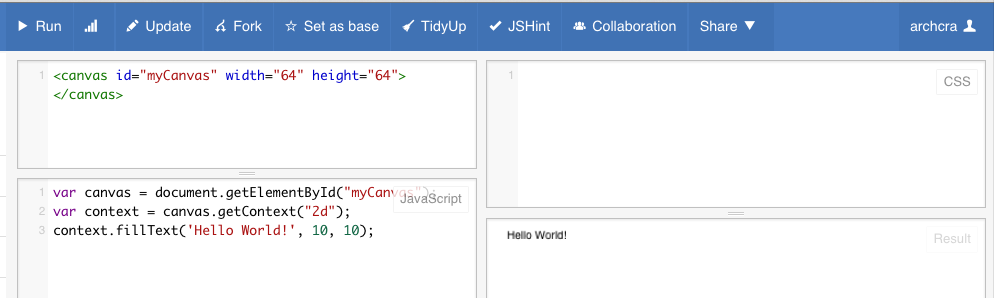 Run Update Fork Set as base TidyUp JSHint Collaboration Share archcra
1 <canvas id="myCanvas" width="64" height="64">
</canvas>
1
CSS
1 var canvas = document.getElementById("myCanvas");
JavaScript
2 var context = canvas.getContext("2d");
3 context.fillText('Hello World!', 10, 10);
Hello World!
Result